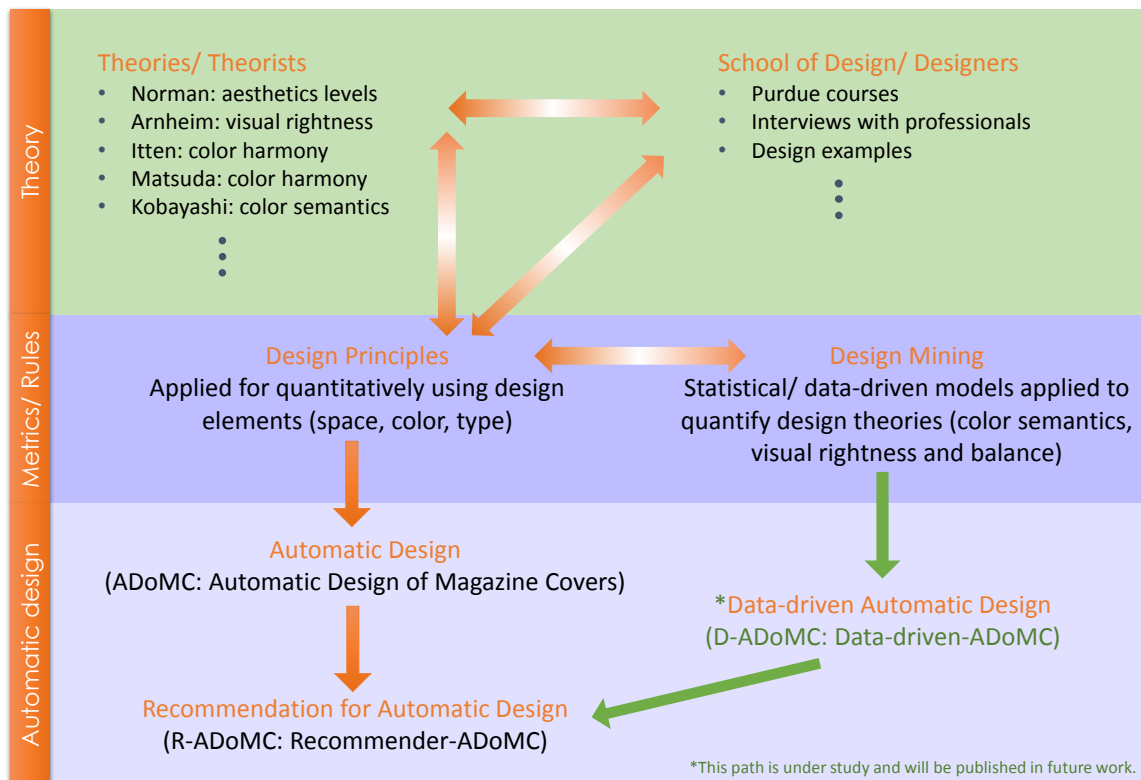 Theory
Theories/ Theorists
• Norman: aesthetics levels
• Arnheim: visual rightness
• Itten: color harmony
• Matsuda: color harmony
• Kobayashi: color semantics
School of Design/ Designers
• Purdue courses
• Interviews with professionals
• Design examples
Metrics/ Rules
Design Principles
Applied for quantitatively using design
elements (space, color, type)
Design Mining
Statistical/ data-driven models applied to
quantify design theories (color semantics,
visual rightness and balance)
Automatic design
Automatic Design
(ADoMC: Automatic Design of Magazine Covers)
*Data-driven Automatic Design
(D-ADoMC: Data-driven-ADoMC)
Recommendation for Automatic Design
(R-ADoMC: Recommender-ADoMC)
*This path is under study and will be published in future work.